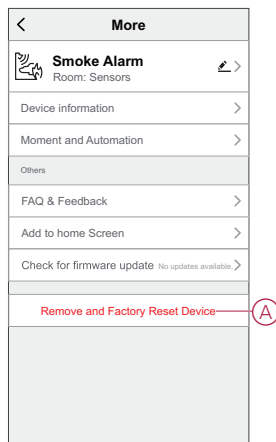 More
Smoke Alarm
Room: Sensors
Device information
Moment and Automation
Others
FAQ & Feedback
Add to home Screen
Check for firmware update No updates available.
Remove and Factory Reset Device
A